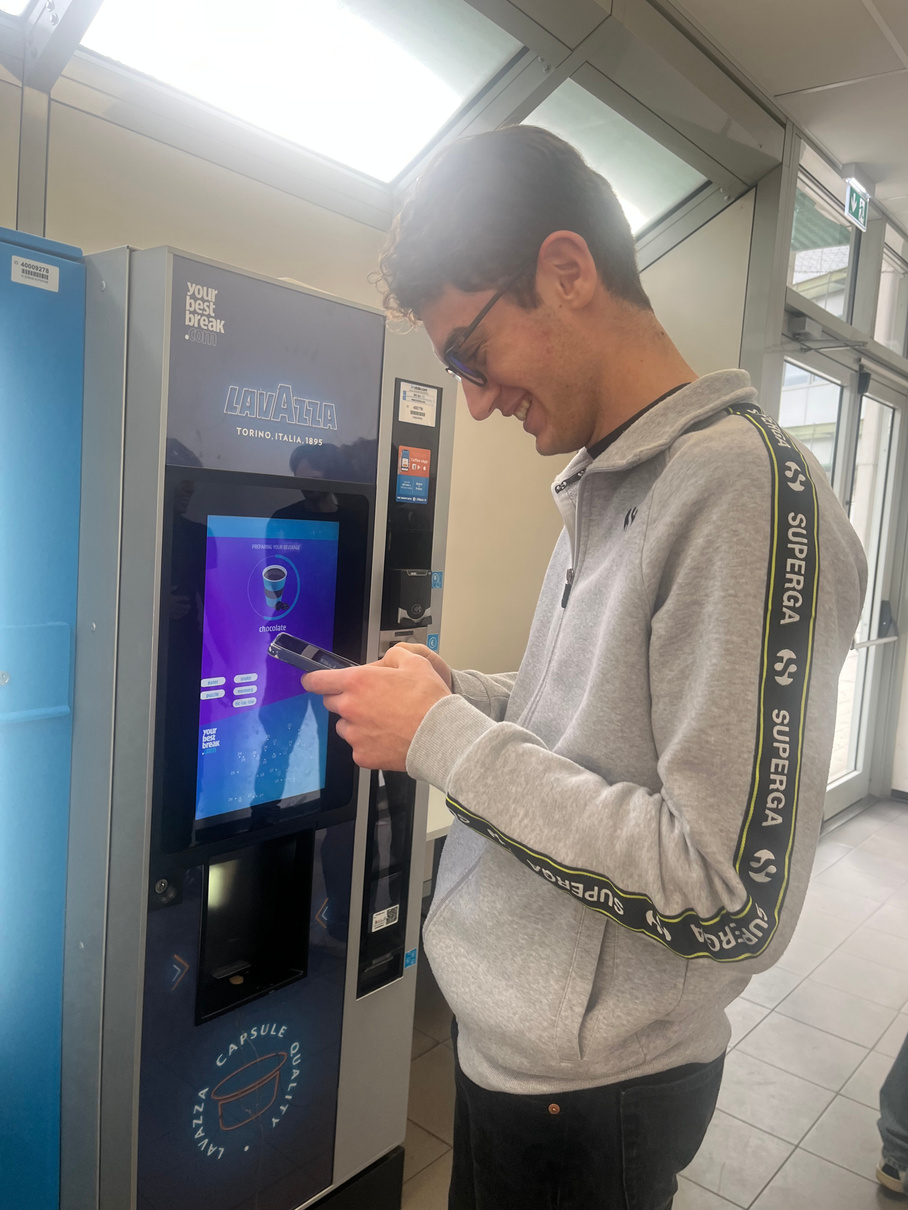 40009278
your
best
break
.com
LAVAZZA
TORINO, ITALIA, 1895
PREPARING YOUR BEVERAGE
chocolate
your
best
break
.com
CAPSULE QUALITY
LAVAZZA
SUPERGA
SUPERGA
SUPERGA
SUPERGA